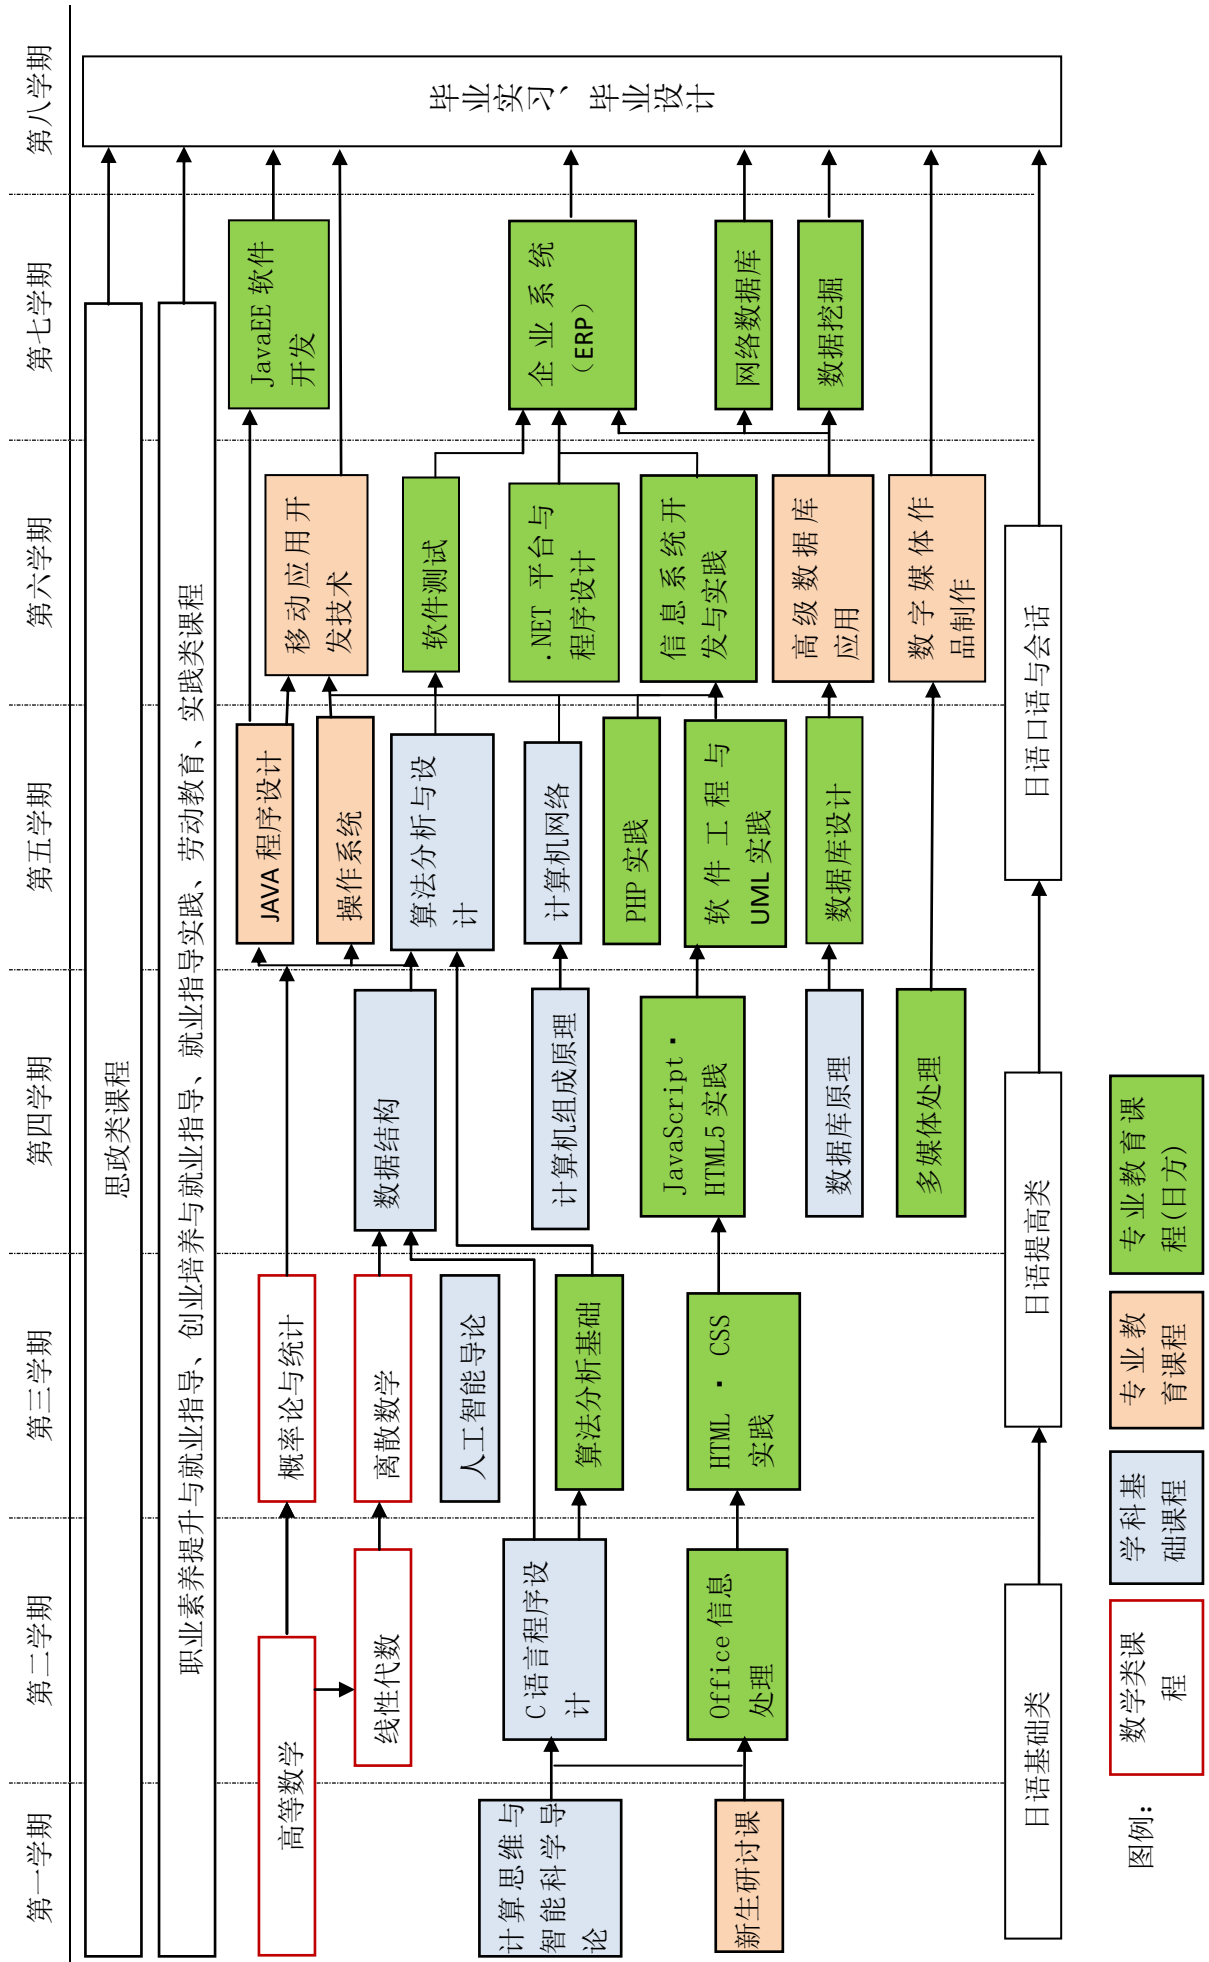 第一学期
第二学期
第三学期
第四学期
第五学期
第六学期
第七学期
第八学期
思政类课程
职业素养提升与就业指导、创业培养与就业指导、就业指导实践、劳动教育、实践类课程
毕业实习、毕业设计
高等数学
线性代数
概率论与统计
离散数学
人工智能导论
计算思维与
智能科学导
论
新生研讨课
C语言程序设
计
Office信息
处理
算法分析基础
HTML · CSS
实践
数据结构
计算机组成原理
JavaScript·
HTML5实践
数据库原理
多媒体处理
JAVA程序设计
操作系统
算法分析与设
计
计算机网络
PHP实践
软件工程与
UML实践
数据库设计
移动应用开
发技术
软件测试
.NET平台与
程序设计
信息系统开
发与实践
高级数据库
应用
数字媒体作
品制作
JavaEE软件
开发
企业系统
（ERP）
网络数据库
数据挖掘
日语基础类
日语提高类
日语口语与会话
图例：
数学类课
程
学科基
础课程
专业教
育课程
专业教育课
程(日方)